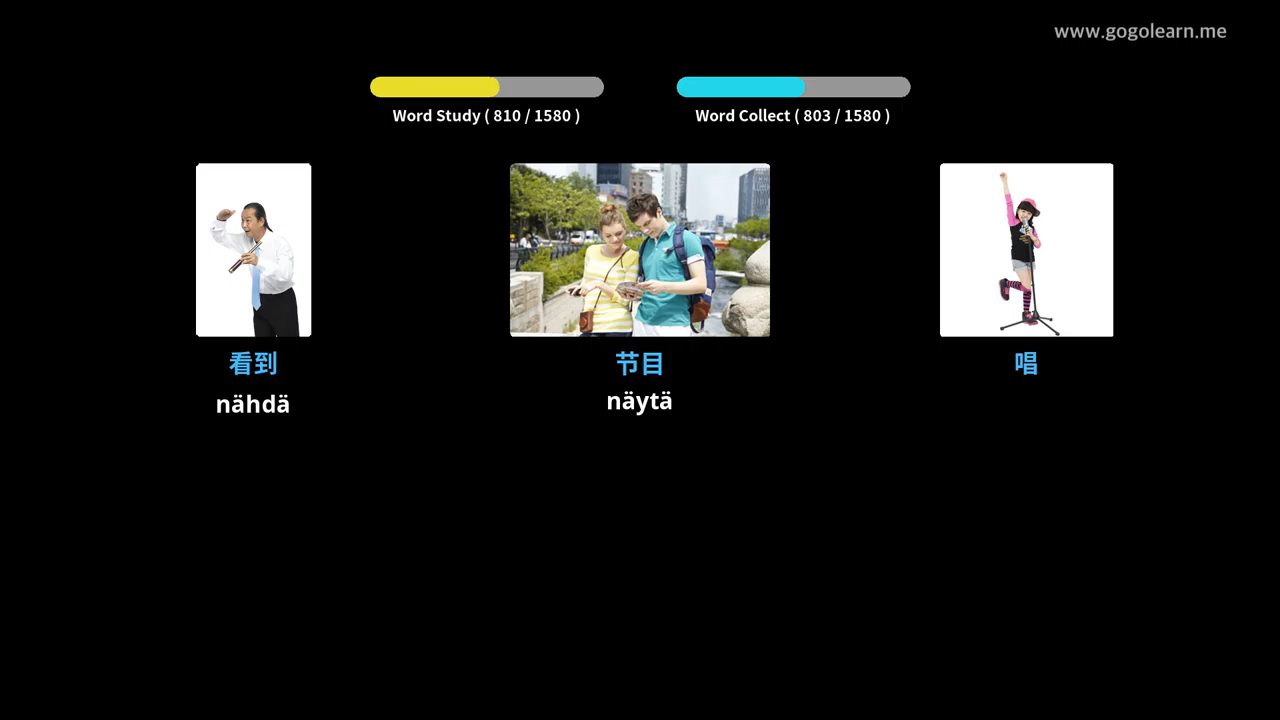 www.gogolearn.me
Word Study ( 810 / 1580 )
Word Collect ( 803 / 1580 )
看到
节目
唱
nähdä
näytä